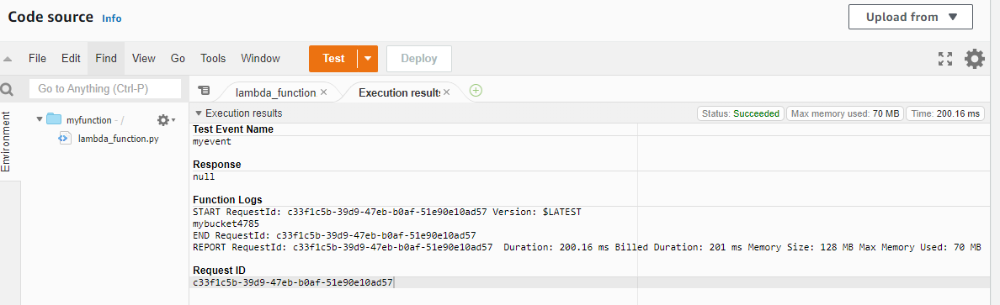 Code source Info
Upload from
File Edit Find View Go Tools Window Test Deploy
Go to Anything (Ctrl-P)
lambda_function
Execution results
Environment
myfunction - /
lambda_function.py
Execution results
Status: Succeeded
Max memory used: 70 MB
Time: 200.16 ms
Test Event Name
myevent
Response
null
Function Logs
START RequestId: c33f1c5b-39d9-47eb-b0af-51e90e10ad57 Version: $LATEST
mybucket4785
END RequestId: c33f1c5b-39d9-47eb-b0af-51e90e10ad57
REPORT RequestId: c33f1c5b-39d9-47eb-b0af-51e90e10ad57 Duration: 200.16 ms Billed Duration: 201 ms Memory Size: 128 MB Max Memory Used: 70 MB
Request ID
c33f1c5b-39d9-47eb-b0af-51e90e10ad57